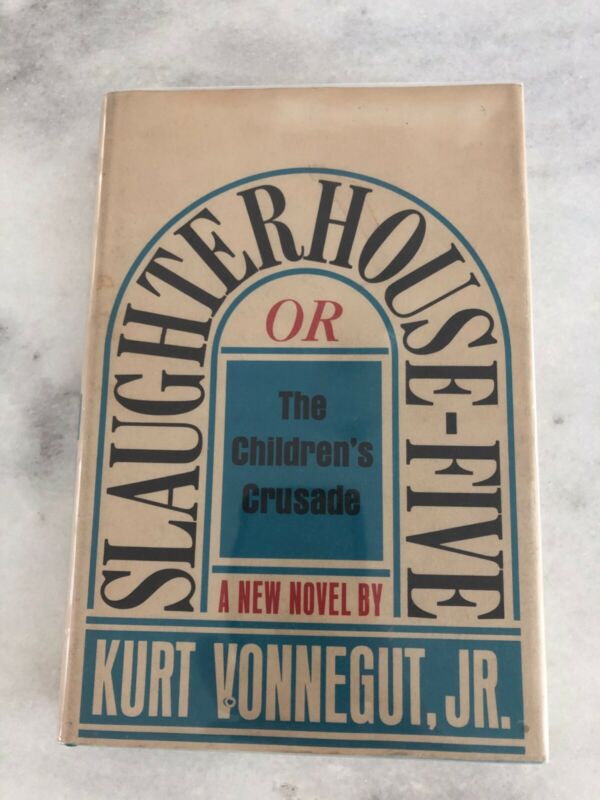 SLAUGHTERHOUSE-FIVE
OR
The
Children's
Crusade
A NEW NOVEL BY
KURT VONNEGUT, JR.